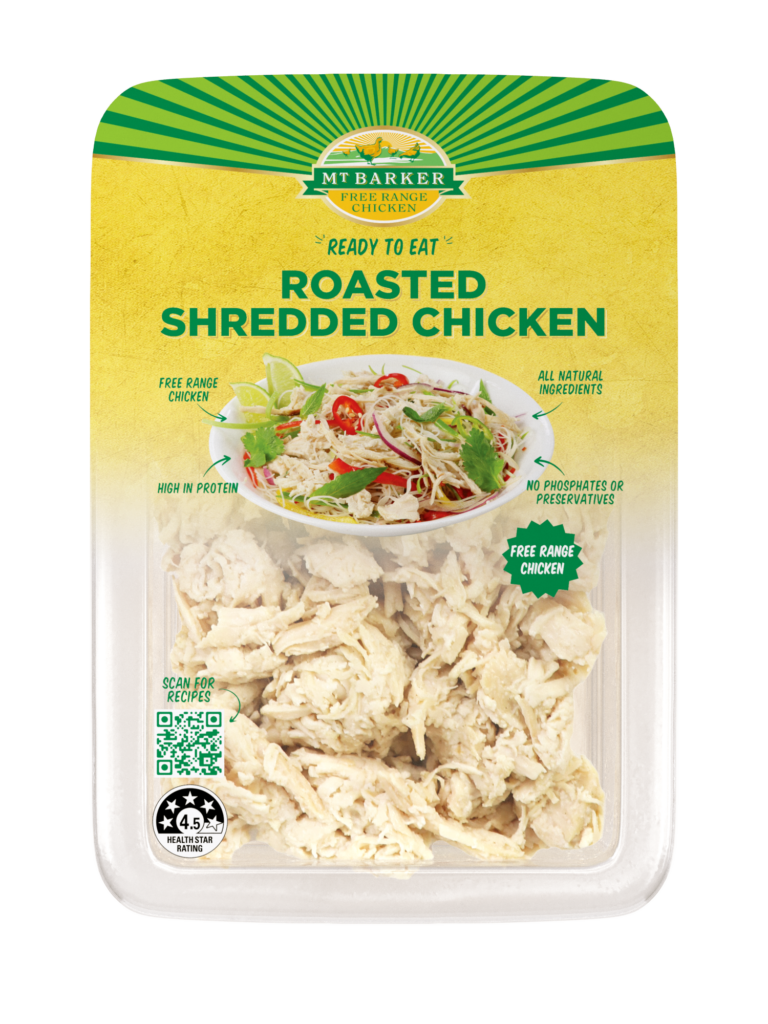 MT BARKER
FREE RANGE
CHICKEN
READY TO EAT
ROASTED
SHREDDED CHICKEN
FREE RANGE
CHICKEN
ALL NATURAL
INGREDIENTS
HIGH IN PROTEIN
NO PHOSPHATES OR
PRESERVATIVES
FREE RANGE
CHICKEN
SCAN FOR
RECIPES
4.5
HEALTH STAR
RATING